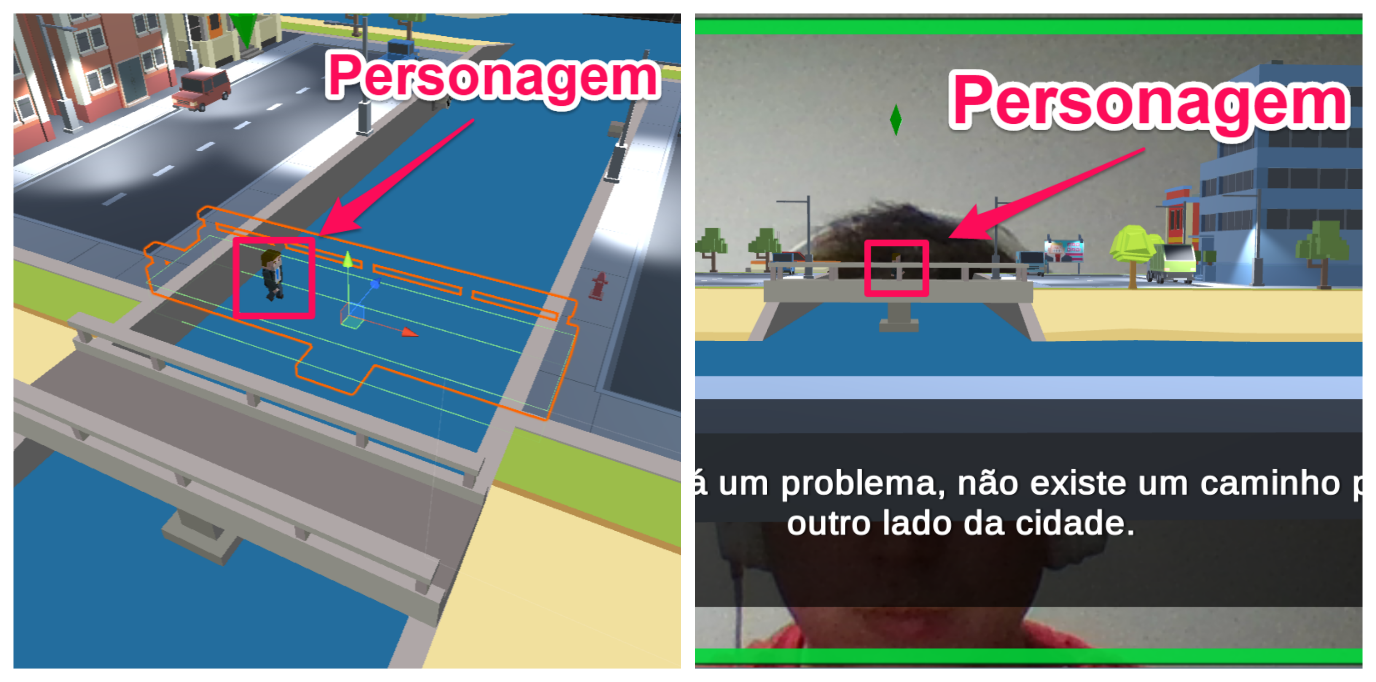 Personagem
Personagem
á um problema, não existe um caminho p
outro lado da cidade.